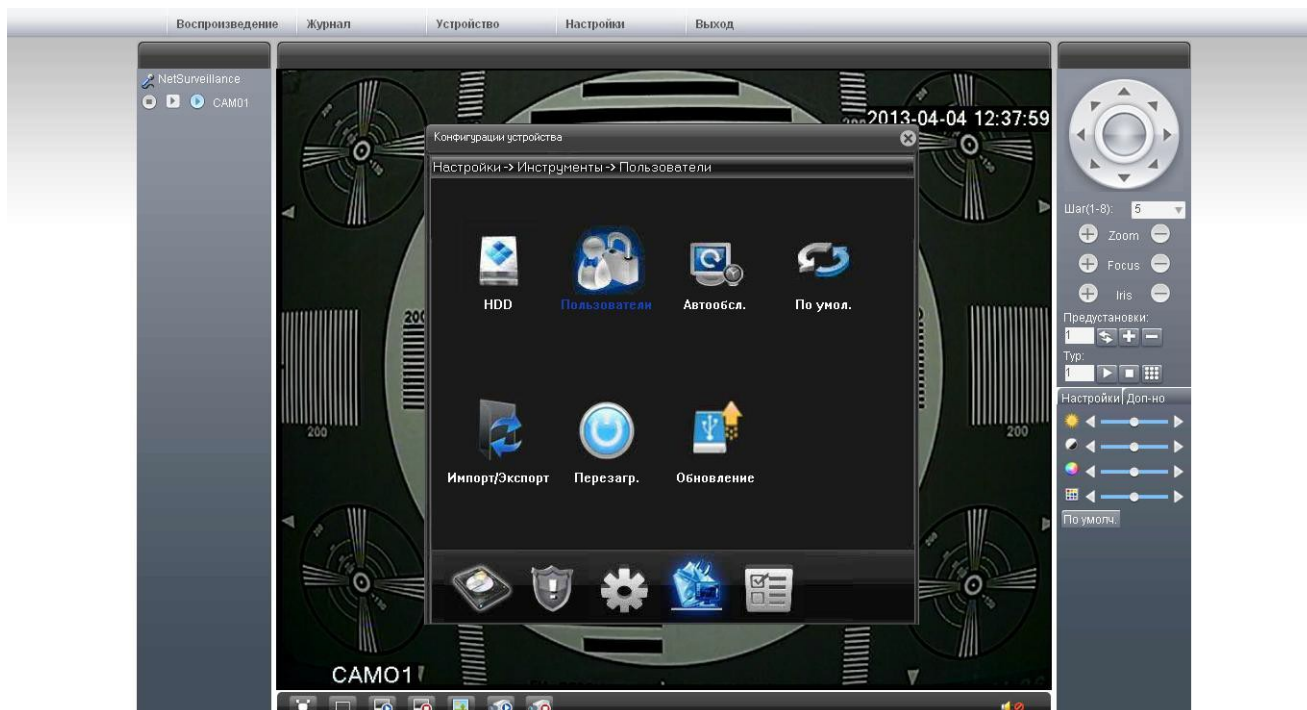 Воспроизведение Журнал Устройство Настройки Выход
NetSurveillance
CAM01
2013-04-04 12:37:59
Конфигурации устройства
Настройки -> Инструменты -> Пользователи
HDD Пользователи Автообсл. По умол.
Импорт/Экспорт Перезагр. Обновление
200
200
200
CAM01
Шаг(1-8): 5
Zoom
Focus
Iris
Предустановки:
1
Тур:
1
Настройки Доп-но
По умолч.